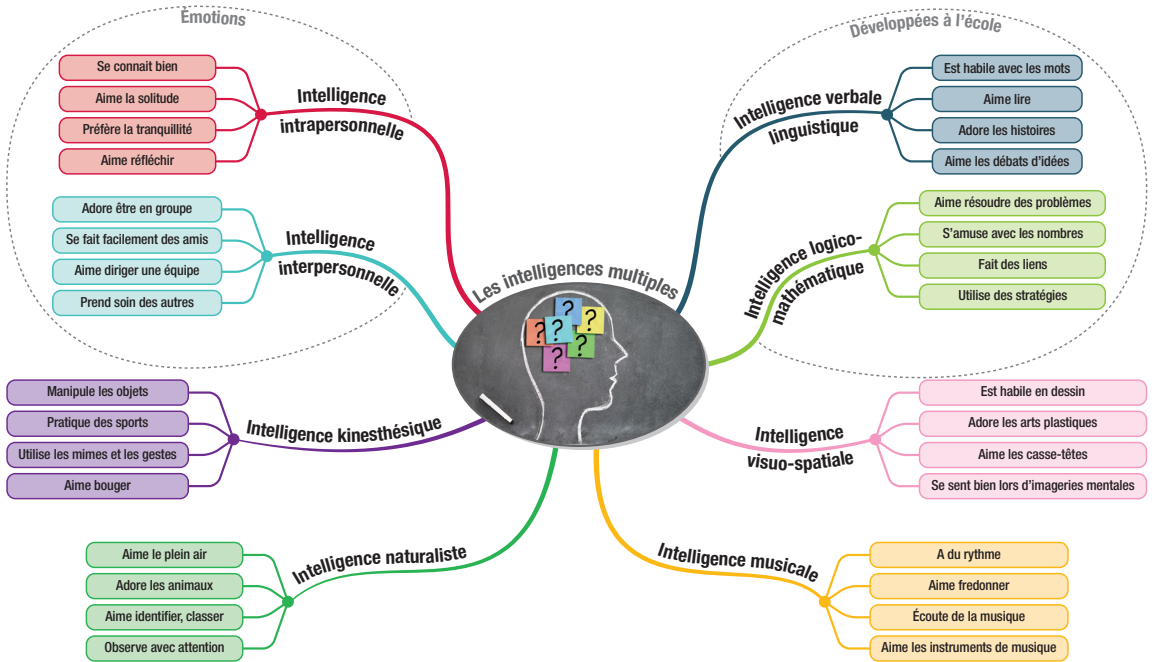 Émotions
Se connait bien
Aime la solitude
Préfère la tranquillité
Aime réfléchir
Intelligence
intrapersonnelle
Adore être en groupe
Se fait facilement des amis
Aime diriger une équipe
Prend soin des autres
Intelligence
interpersonnelle
Manipule les objets
Pratique des sports
Utilise les mimes et les gestes
Aime bouger
Intelligence kinesthésique
Aime le plein air
Adore les animaux
Aime identifier, classer
Observe avec attention
Intelligence naturaliste
Les intelligences multiples
?
?
?
?
?
?
Développées à l'école
Intelligence verbale
linguistique
Est habile avec les mots
Aime lire
Adore les histoires
Aime les débats d'idées
Intelligence logico-
mathématique
Aime résoudre des problèmes
S'amuse avec les nombres
Fait des liens
Utilise des stratégies
Intelligence
visuo-spatiale
Est habile en dessin
Adore les arts plastiques
Aime les casse-têtes
Se sent bien lors d'imageries mentales
Intelligence musicale
A du rythme
Aime fredonner
Écoute de la musique
Aime les instruments de musique